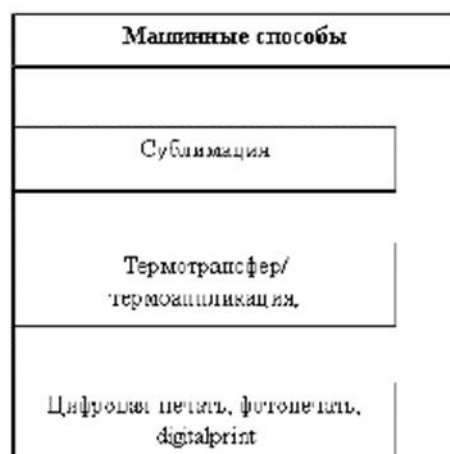 Машинные способы
Сублимация
Термотрансфер/
термоаппликация,
Цифровая печать, фотопечать,
digitalprint